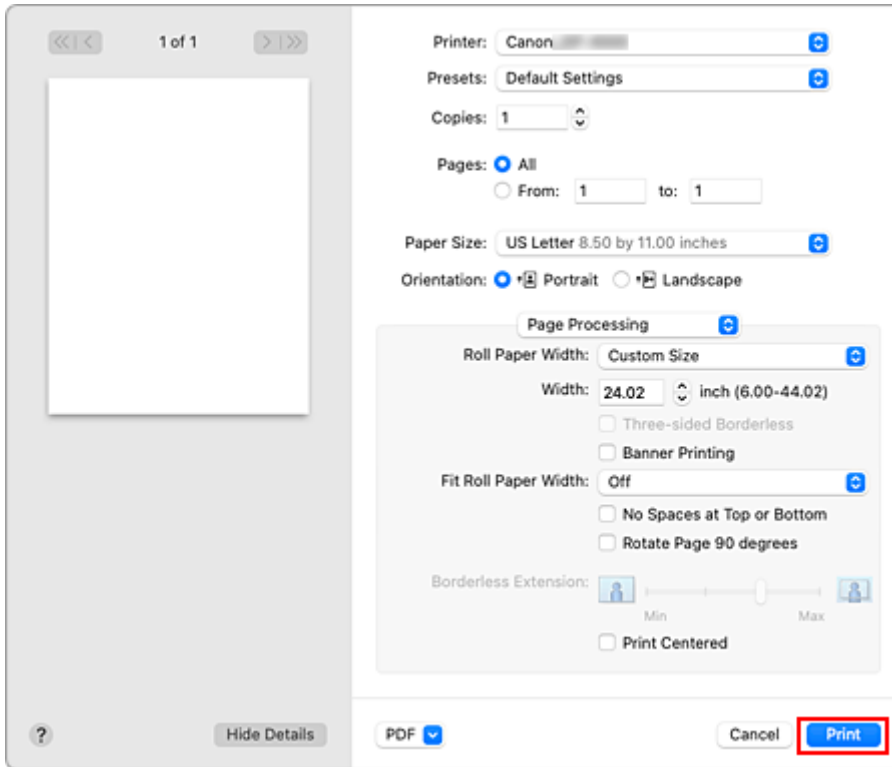 1 of 1
Printer: Canon
Presets: Default Settings
Copies: 1
Pages: All
From: 1 to: 1
Paper Size: US Letter 8.50 by 11.00 inches
Orientation: Portrait Landscape
Page Processing
Roll Paper Width: Custom Size
Width: 24.02 inch (6.00-44.02)
Three-sided Borderless
Banner Printing
Fit Roll Paper Width: Off
No Spaces at Top or Bottom
Rotate Page 90 degrees
Borderless Extension:
Min Max
Print Centered
? Hide Details PDF Cancel Print